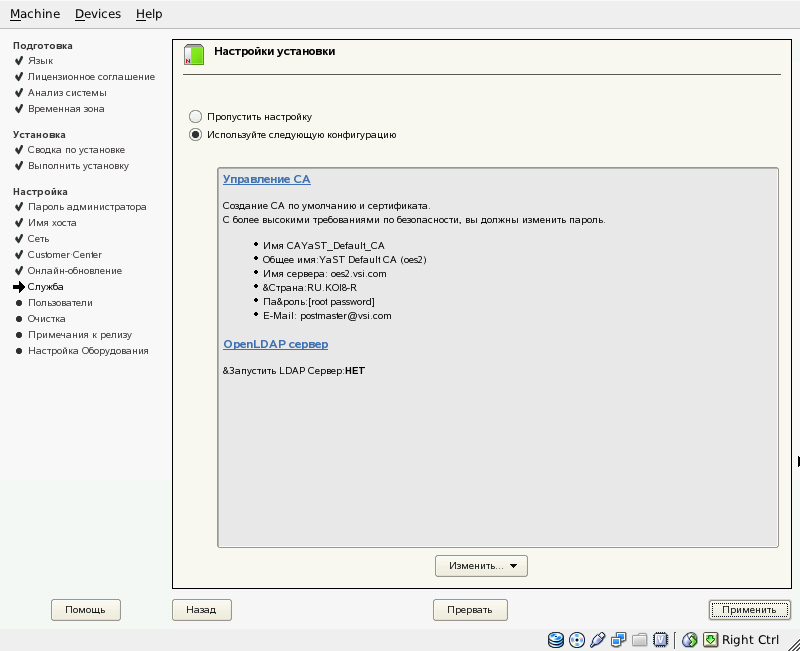 Machine Devices Help
Подготовка
Язык
Лицензионное соглашение
Анализ системы
Временная зона
Установка
Сводка по установке
Выполнить установку
Настройка
Пароль администратора
Имя хоста
Сеть
Customer Center
Онлайн-обновление
Служба
Пользователи
Очистка
Примечания к релизу
Настройка Оборудования
Настройки установки
Пропустить настройку
Используйте следующую конфигурацию
Управление CA
Создание CA по умолчанию и сертификата.
С более высокими требованиями по безопасности, вы должны изменить пароль.
Имя CAYaST_Default_CA
Общее имя:YaST Default CA (oes2)
Имя сервера: oes2.vsi.com
&Страна:RU.KOI8-R
Па&роль:[root password]
E-Mail: postmaster@vsi.com
OpenLDAP сервер
&Запустить LDAP Сервер:НЕТ
Изменить...
Помощь Назад Прервать Применить
Right Ctrl